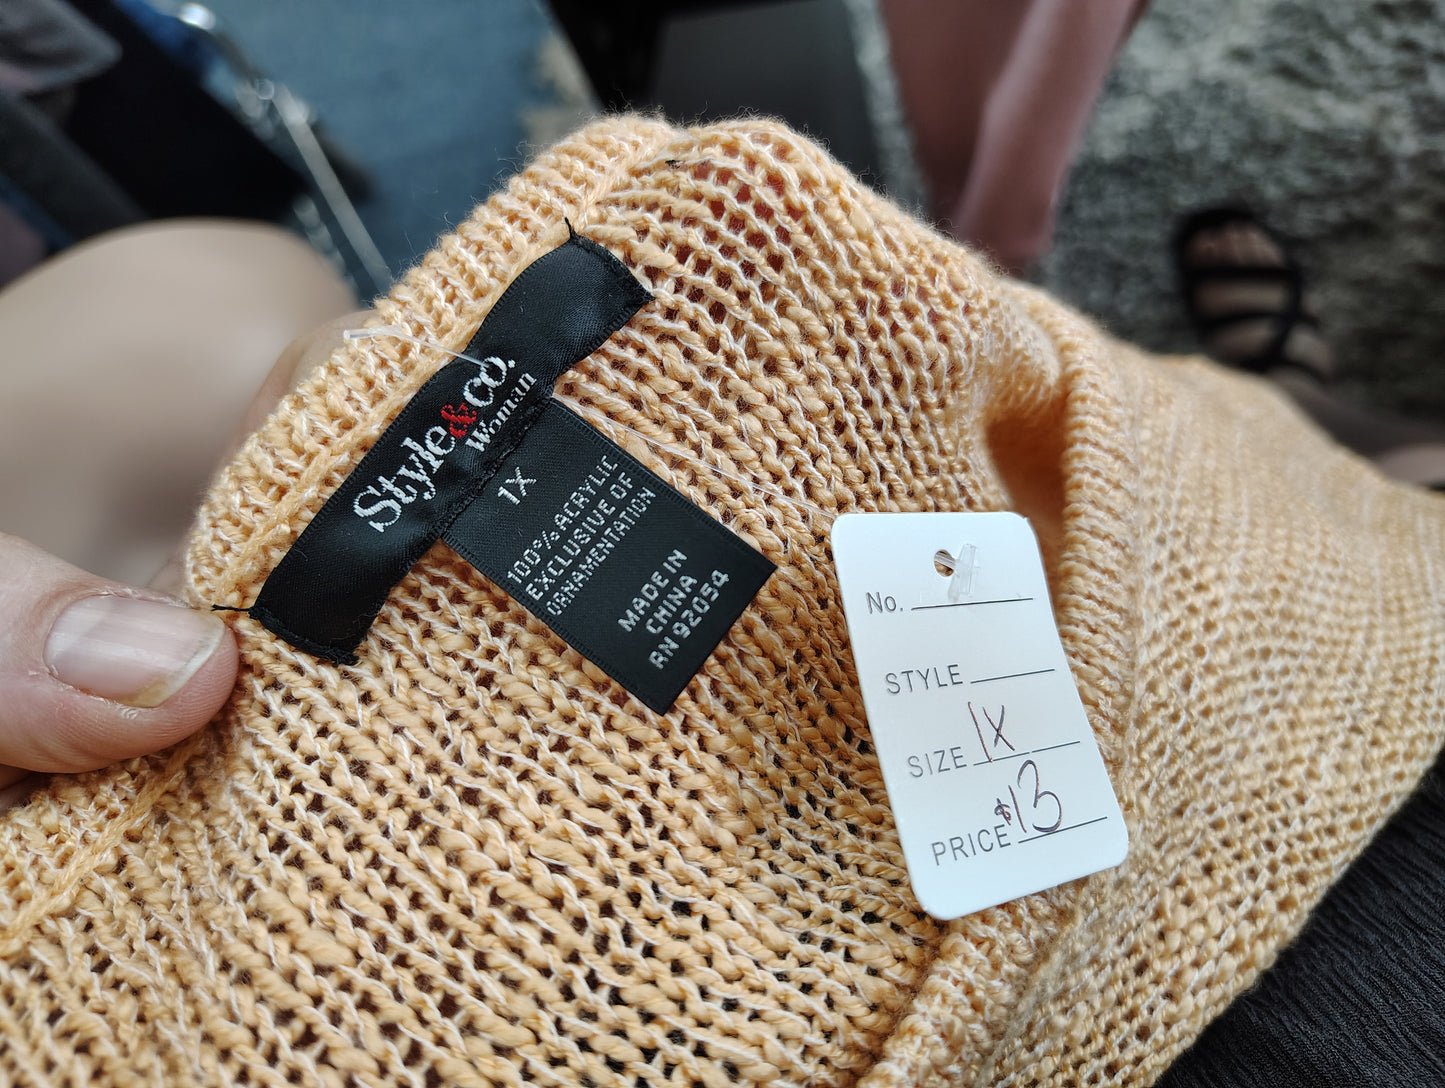 Style&co.
Woman
1X
100% ACRYLIC
EXCLUSIVE OF
ORNAMENTATION
MADE IN
CHINA
RN 92054
No.
STYLE
SIZE 1X
PRICE $13